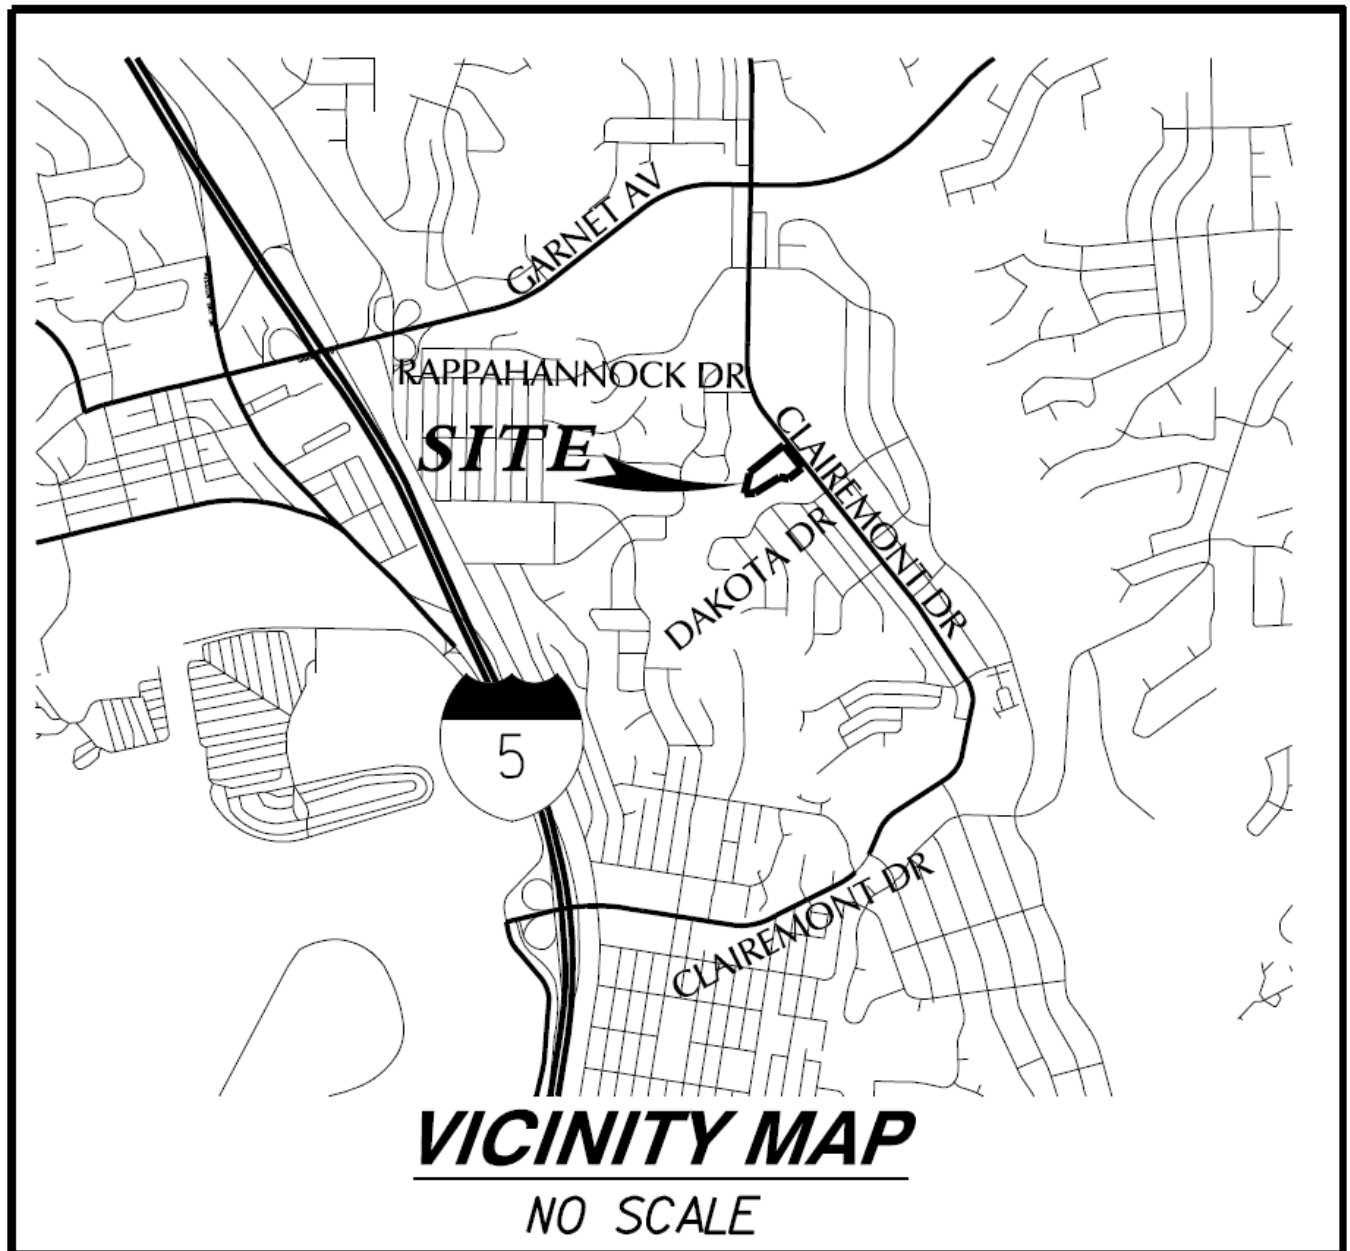 GARNET AV
RAPPAHANNOCK DR
SITE
CLAIREMONT DR
DAKOTA DR
5
CLAIREMONT DR
VICINITY MAP
NO SCALE